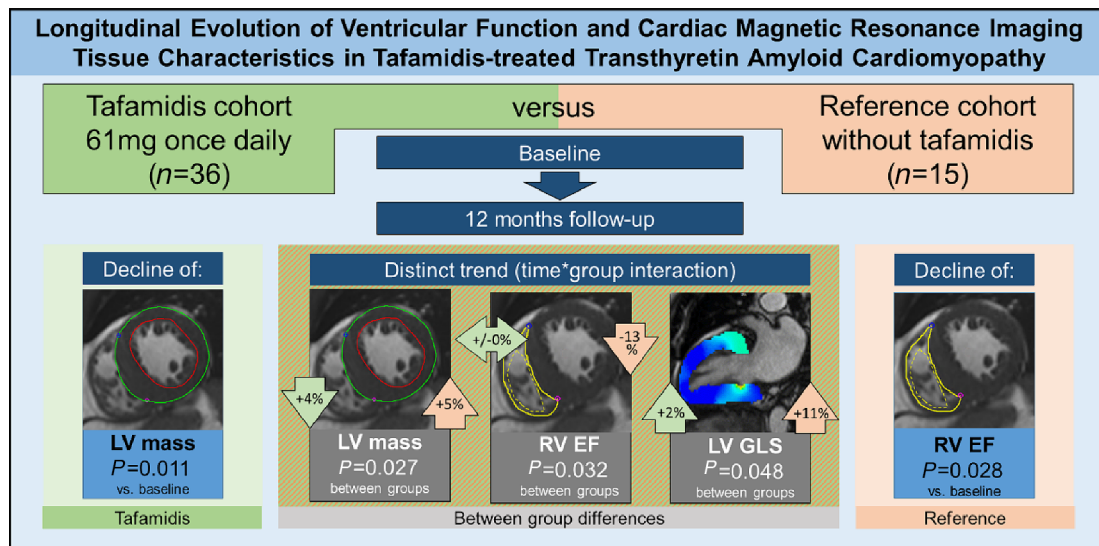 Longitudinal Evolution of Ventricular Function and Cardiac Magnetic Resonance Imaging
Tissue Characteristics in Tafamidis-treated Transthyretin Amyloid Cardiomyopathy
Tafamidis cohort
61mg once daily
(n=36)
versus
Reference cohort
without tafamidis
(n=15)
Baseline
12 months follow-up
Decline of:
LV mass
P=0.011
vs. baseline
Tafamidis
Distinct trend (time*group interaction)
+4%
+5%
LV mass
P=0.027
between groups
+/-0%
-13
%
RV EF
P=0.032
between groups
+2%
+11%
LV GLS
P=0.048
between groups
Between group differences
Decline of:
RV EF
P=0.028
vs. baseline
Reference